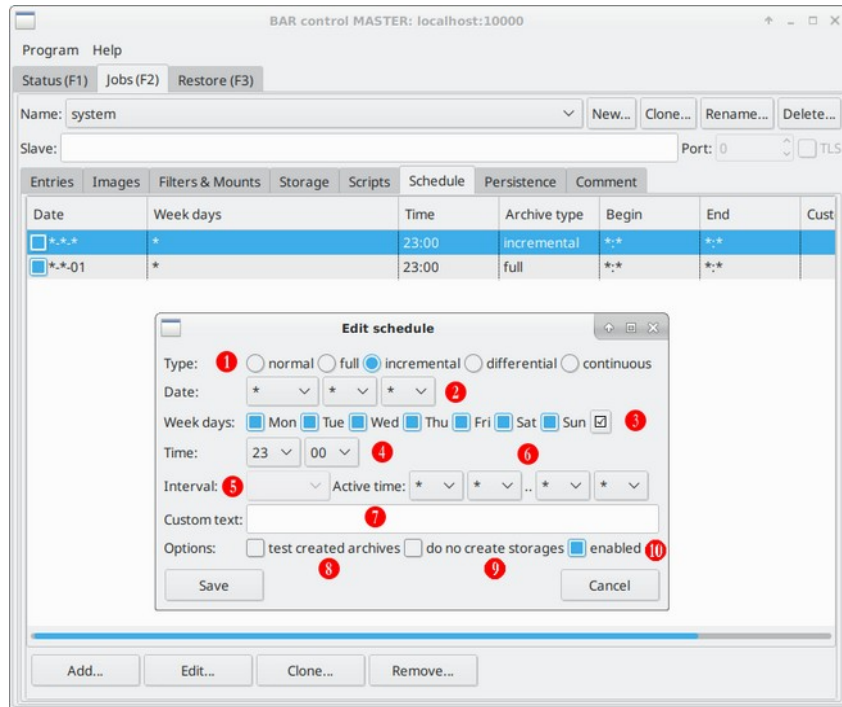 BAR control MASTER: localhost:10000
Program Help
Status (F1) Jobs (F2) Restore (F3)
Name: system New... Clone... Rename... Delete...
Slave: Port: 0 TLS
Entries Images Filters & Mounts Storage Scripts Schedule Persistence Comment
Date Week days Time Archive type Begin End Cust
*-*-* * 23:00 incremental *:* *:*
*-*-01 * 23:00 full *:* *:*
Edit schedule
Type: 1 normal full incremental differential continuous
Date: * * * 2
Week days: Mon Tue Wed Thu Fri Sat Sun 3
Time: 23 00 4 6
Interval: 5 Active time: * * .. * *
Custom text: 7
Options: test created archives do no create storages enabled 10
8 9
Save Cancel
Add... Edit... Clone... Remove...